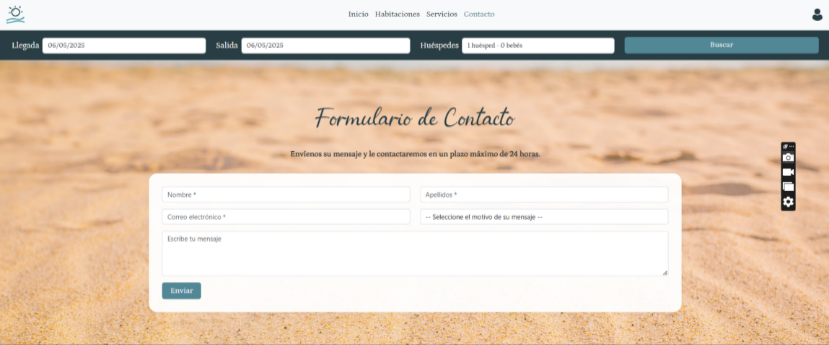 Inicio Habitaciones Servicios Contacto
Llegada 06/05/2025 Salida 06/05/2025 Huéspedes 1 huésped · 0 bebés Buscar
Formulario de Contacto
Envíenos su mensaje y le contactaremos en un plazo máximo de 24 horas.
Nombre * Apellidos *
Correo electrónico * -- Seleccione el motivo de su mensaje --
Escribe tu mensaje
Enviar